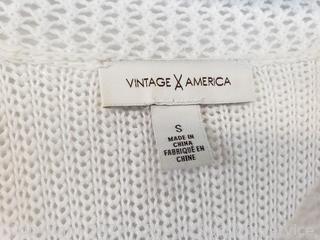 VINTAGE AMERICA
S
MADE IN
CHINA
FABRIQUÉ EN
CHINE